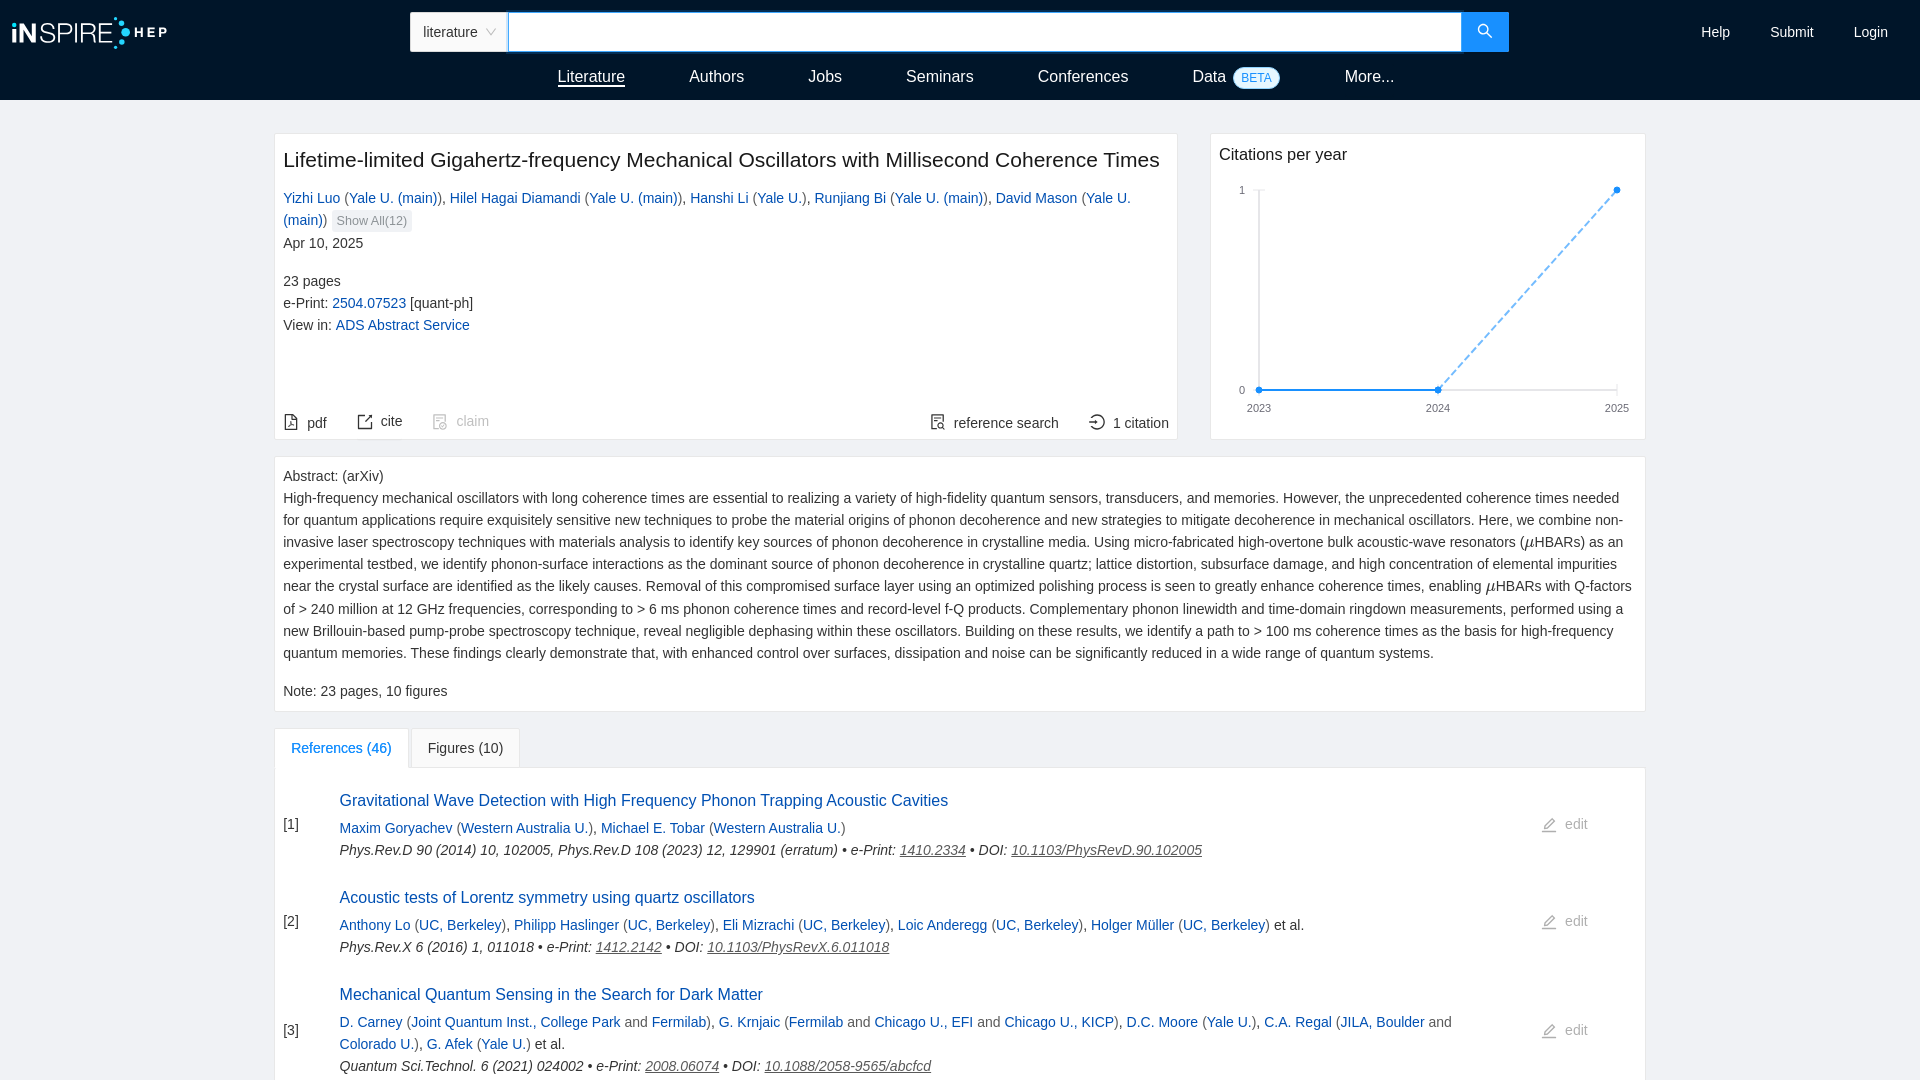 iNSPIRE HEP
literature
Help
Submit
Login
Literature
Authors
Jobs
Seminars
Conferences
Data BETA
More...
Lifetime-limited Gigahertz-frequency Mechanical Oscillators with Millisecond Coherence Times
Yizhi Luo (Yale U. (main)), Hilel Hagai Diamandi (Yale U. (main)), Hanshi Li (Yale U.), Runjiang Bi (Yale U. (main)), David Mason (Yale U.
(main)) Show All(12)
Apr 10, 2025
23 pages
e-Print: 2504.07523 [quant-ph]
View in: ADS Abstract Service
pdf
cite
claim
reference search
1 citation
Citations per year
1
0
2023
2024
2025
Abstract: (arXiv)
High-frequency mechanical oscillators with long coherence times are essential to realizing a variety of high-fidelity quantum sensors, transducers, and memories. However, the unprecedented coherence times needed
for quantum applications require exquisitely sensitive new techniques to probe the material origins of phonon decoherence and new strategies to mitigate decoherence in mechanical oscillators. Here, we combine non-
invasive laser spectroscopy techniques with materials analysis to identify key sources of phonon decoherence in crystalline media. Using micro-fabricated high-overtone bulk acoustic-wave resonators (μHBARs) as an
experimental testbed, we identify phonon-surface interactions as the dominant source of phonon decoherence in crystalline quartz; lattice distortion, subsurface damage, and high concentration of elemental impurities
near the crystal surface are identified as the likely causes. Removal of this compromised surface layer using an optimized polishing process is seen to greatly enhance coherence times, enabling μHBARs with Q-factors
of > 240 million at 12 GHz frequencies, corresponding to > 6 ms phonon coherence times and record-level f-Q products. Complementary phonon linewidth and time-domain ringdown measurements, performed using a
new Brillouin-based pump-probe spectroscopy technique, reveal negligible dephasing within these oscillators. Building on these results, we identify a path to > 100 ms coherence times as the basis for high-frequency
quantum memories. These findings clearly demonstrate that, with enhanced control over surfaces, dissipation and noise can be significantly reduced in a wide range of quantum systems.
Note: 23 pages, 10 figures
References (46)
Figures (10)
[1]
Gravitational Wave Detection with High Frequency Phonon Trapping Acoustic Cavities
Maxim Goryachev (Western Australia U.), Michael E. Tobar (Western Australia U.)
Phys.Rev.D 90 (2014) 10, 102005, Phys.Rev.D 108 (2023) 12, 129901 (erratum) • e-Print: 1410.2334 • DOI: 10.1103/PhysRevD.90.102005
edit
[2]
Acoustic tests of Lorentz symmetry using quartz oscillators
Anthony Lo (UC, Berkeley), Philipp Haslinger (UC, Berkeley), Eli Mizrachi (UC, Berkeley), Loic Anderegg (UC, Berkeley), Holger Müller (UC, Berkeley) et al.
Phys.Rev.X 6 (2016) 1, 011018 • e-Print: 1412.2142 • DOI: 10.1103/PhysRevX.6.011018
edit
[3]
Mechanical Quantum Sensing in the Search for Dark Matter
D. Carney (Joint Quantum Inst., College Park and Fermilab), G. Krnjaic (Fermilab and Chicago U., EFI and Chicago U., KICP), D.C. Moore (Yale U.), C.A. Regal (JILA, Boulder and
Colorado U.), G. Afek (Yale U.) et al.
Quantum Sci.Technol. 6 (2021) 024002 • e-Print: 2008.06074 • DOI: 10.1088/2058-9565/abcfcd
edit